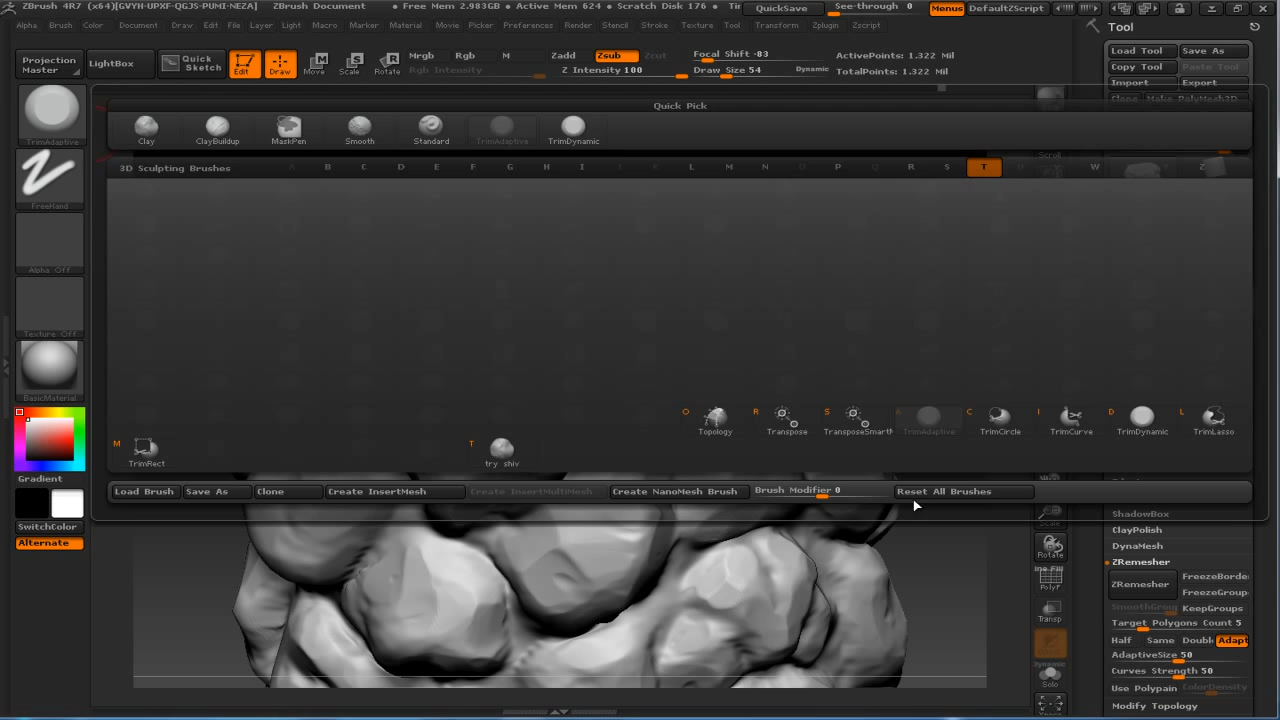 ZBrush 4R7 (x64)[GVYH-UPXF-QGJS-PUMI-NEZA] ZBrush Document • Free Mem 2.983GB • Active Mem 624 • Scratch Disk 176 • QuickSave See-through 0 Menus DefaultZScript
Alpha Brush Color Document Draw Edit File Layer Light Macro Marker Material Movie Picker Preferences Render Stencil Stroke Texture Tool Transform Zplugin Zscript
Tool
Load Tool Save As
Copy Tool Paste Tool
Import Export
Projection Master
LightBox
Quick Sketch
Edit Draw Move Scale Rotate
Mrgb Rgb M
Rgb Intensity
Zadd Zsub Zcut
Z Intensity 100
Focal Shift -83
Draw Size 54 Dynamic
ActivePoints: 1.322 Mil
TotalPoints: 1.322 Mil
Quick Pick
Clay ClayBuildup MaskPen Smooth Standard TrimAdaptive TrimDynamic
3D Sculpting Brushes B C D E F G H I L M N P R S T W Z
TrimAdaptive
FreeHand
Alpha Off
Texture Off
BasicMaterial
Gradient
SwitchColor
Alternate
Scroll
O Topology R Transpose S A TrimAdaptive C TrimCircle I TrimCurve D TrimDynamic L TrimLasso
M TrimRect T try shiv
Load Brush Save As Clone Create InsertMesh Create InsertMultiMesh Create NanoMesh Brush Brush Modifier 0 Reset All Brushes
Scale
Rotate
PolyF
Transp
Dynamic
Solo
ShadowBox
ClayPolish
DynaMesh
ZRemesher
ZRemesher
KeepGroups
Target Polygons Count 5
Half Same Adapt
AdaptiveSize 50
Curves Strength 50
Use Polypain ColorDensity
Modify Topology